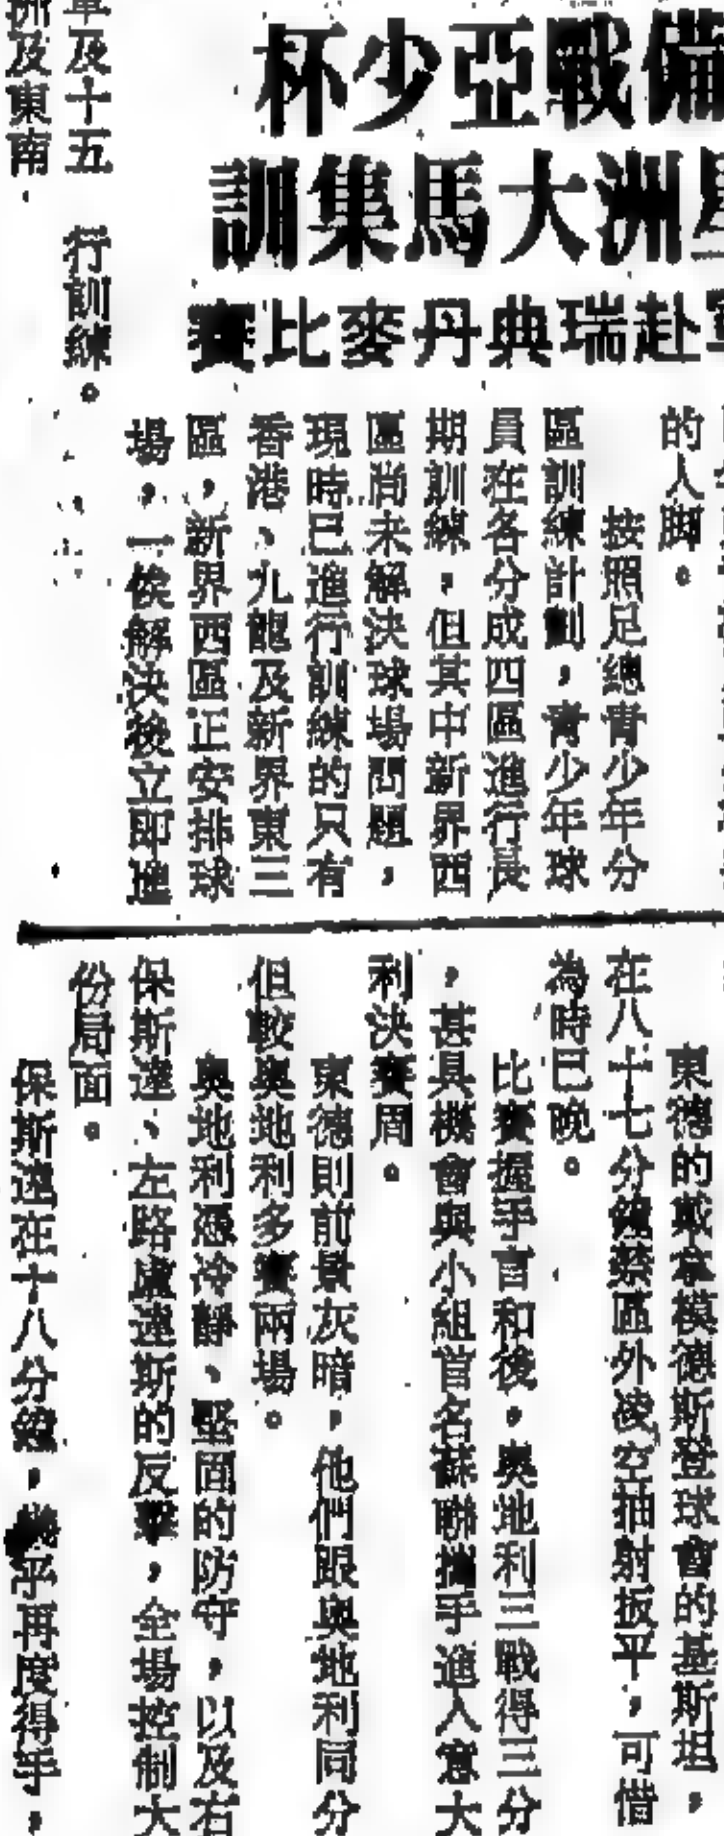 備戰亞少杯
洲大馬集訓
赴瑞典丹麥比賽
的人脚。
按照足總青少年分
區訓練計劃，青少年球
員在各分成四區進行長
期訓練，但其中新界西
區尚未解決球場問題，
現時已進行訓練的只有
香港、九龍及新界東三
區，新界西區正安排球
場，一俟解決後立即進
行訓練。
及十五
洲及東南
東德的戴拿模德斯登球會的基斯坦，
在八十七分鐘禁區外凌空抽射扳平，可惜
為時已晚。
比賽握手言和後，奧地利三戰得三分
，甚具機會與小組首名蘇聯攜手進入意大
利決賽周。
東德則前景灰暗，他們跟奧地利同分
但較奧地利多賽兩場。
奧地利憑冷靜、堅固的防守，以及右
保斯達、左路盧達斯的反擊，全場控制大
份局面。
保斯達在十八分鐘，幾乎再度得手，